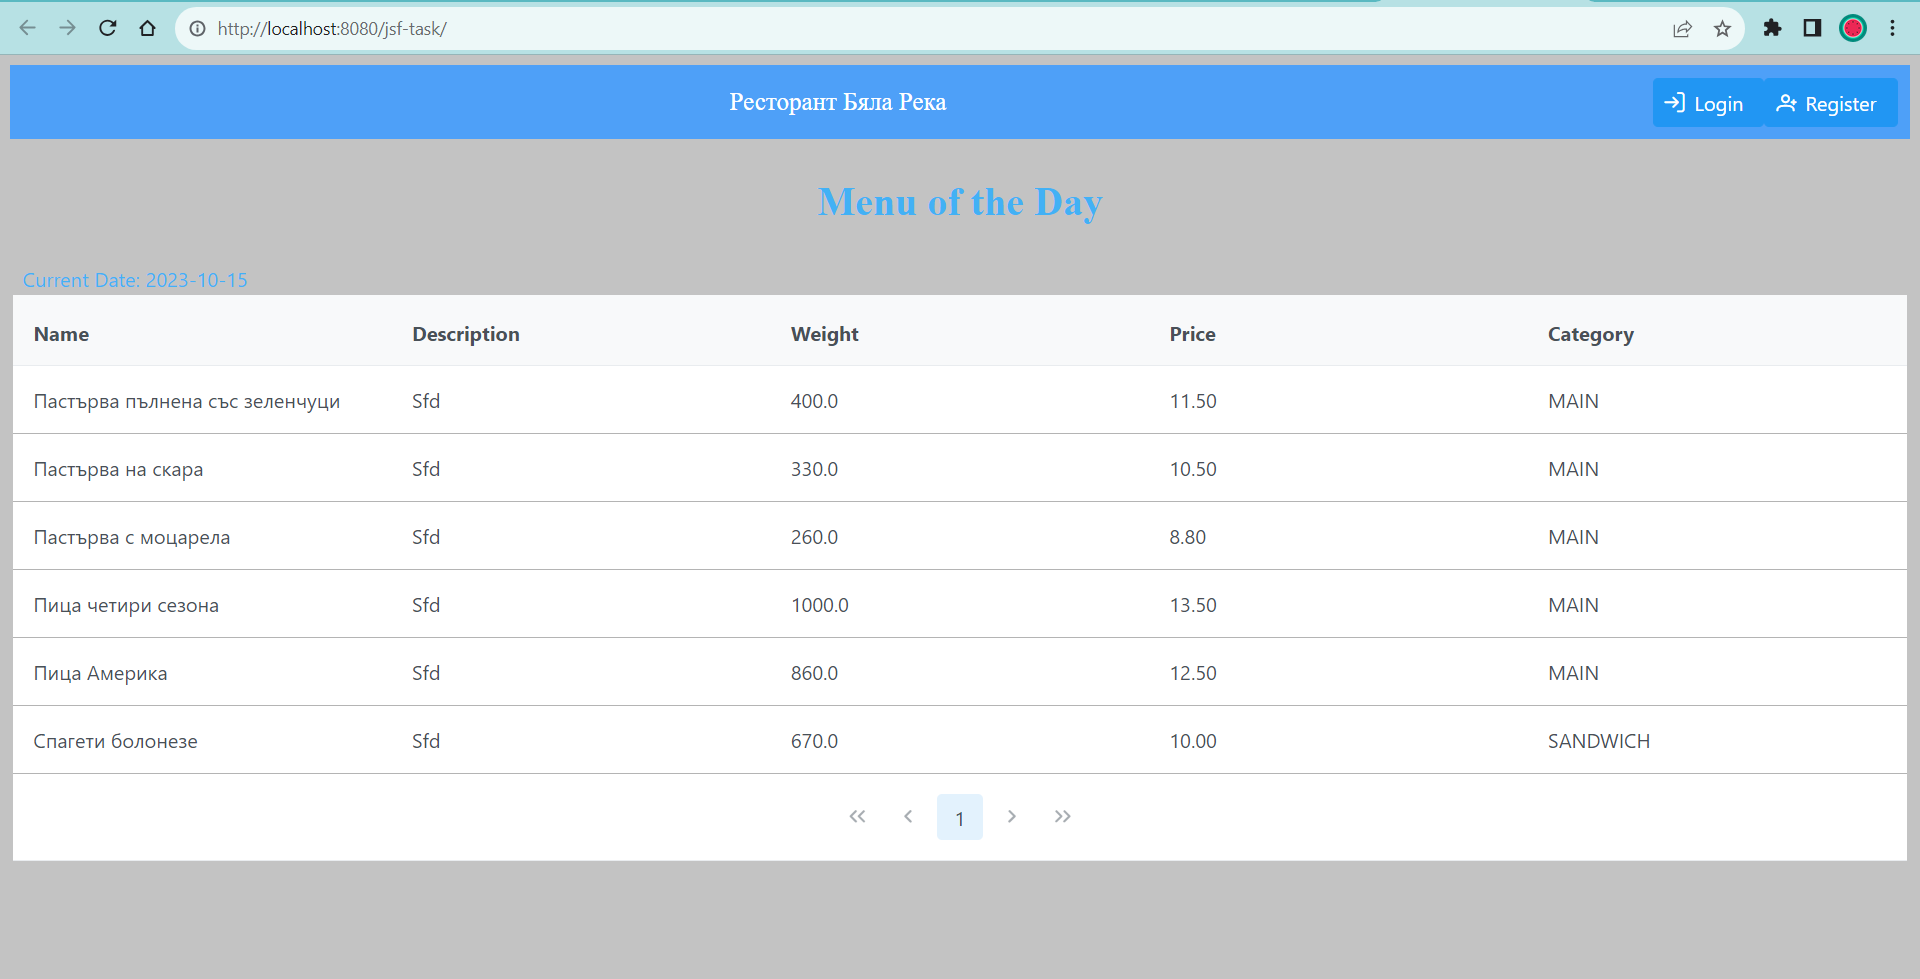 http://localhost:8080/jsf-task/
Ресторант Бяла Река
Login Register
Menu of the Day
Current Date: 2023-10-15
Name Description Weight Price Category
Пастърва пълнена със зеленчуци Sfd 400.0 11.50 MAIN
Пастърва на скара Sfd 330.0 10.50 MAIN
Пастърва с моцарела Sfd 260.0 8.80 MAIN
Пица четири сезона Sfd 1000.0 13.50 MAIN
Пица Америка Sfd 860.0 12.50 MAIN
Спагети болонезе Sfd 670.0 10.00 SANDWICH
1